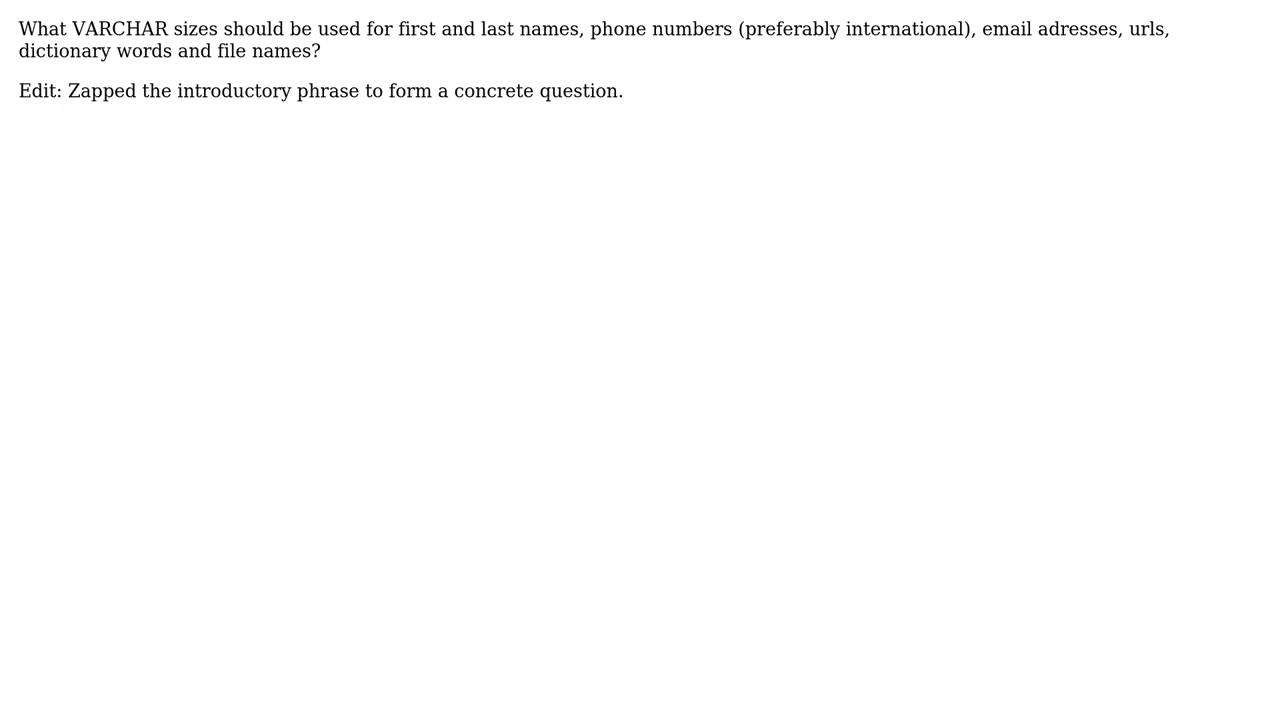 What VARCHAR sizes should be used for first and last names, phone numbers (preferably international), email adresses, urls,
dictionary words and file names?
Edit: Zapped the introductory phrase to form a concrete question.